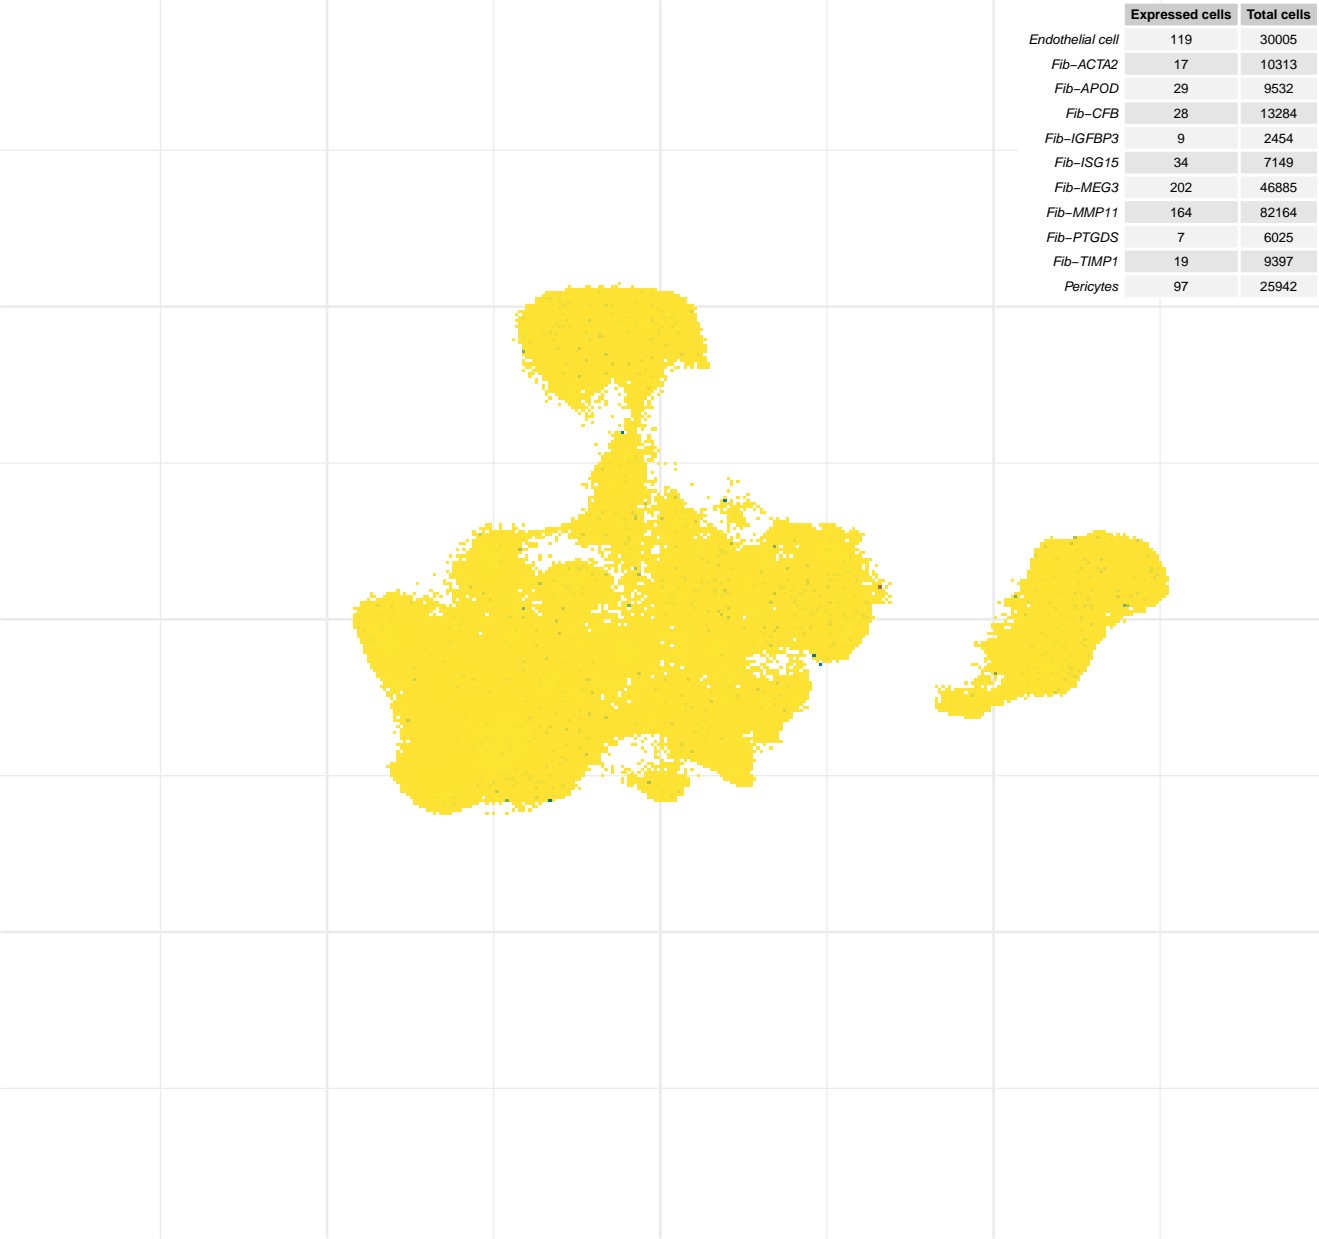 Expressed cells Total cells
Endothelial cell 119 30005
Fib−ACTA2 17 10313
Fib−APOD 29 9532
Fib−CFB 28 13284
Fib−IGFBP3 9 2454
Fib−ISG15 34 7149
Fib−MEG3 202 46885
Fib−MMP11 164 82164
Fib−PTGDS 7 6025
Fib−TIMP1 19 9397
Pericytes 97 25942